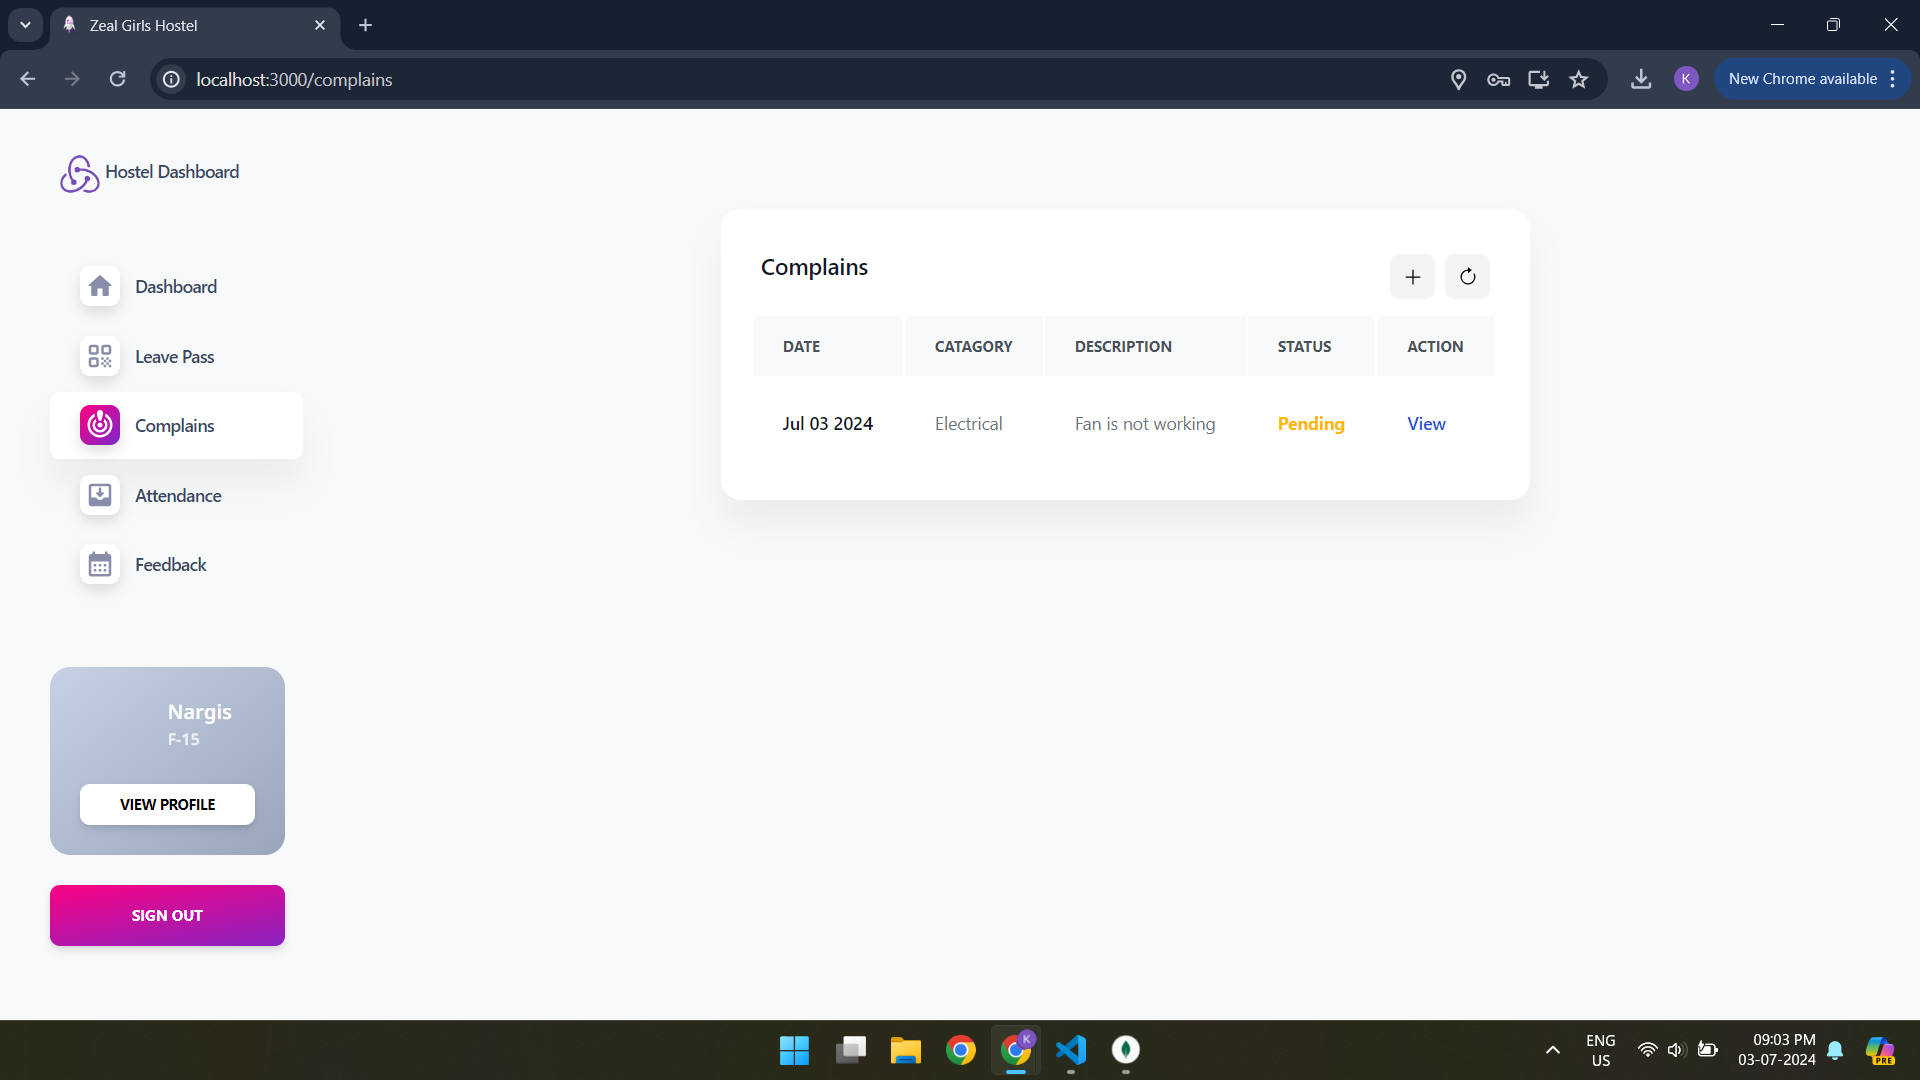 Zeal Girls Hostel
localhost:3000/complains
K
New Chrome available
Hostel Dashboard
Dashboard
Leave Pass
Complains
Attendance
Feedback
Nargis
F-15
VIEW PROFILE
SIGN OUT
Complains
DATE CATAGORY DESCRIPTION STATUS ACTION
Jul 03 2024 Electrical Fan is not working Pending View
K
ENG
US
09:03 PM
03-07-2024
PRE